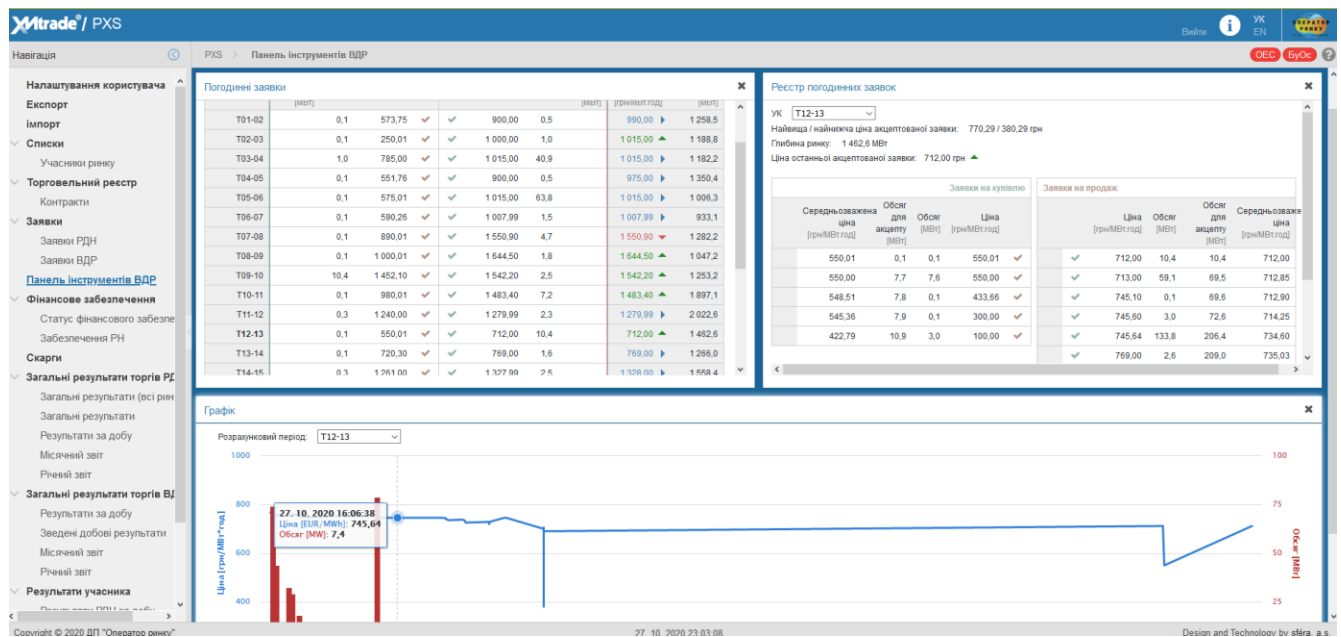 XMtrade®/ PXS
Вийти
УК
EN
ОПЕРАТОР
РИНКУ
Навігація
PXS > Панель інструментів ВДР
ОЕС БуОс ?
Налаштування користувача
Експорт
імпорт
Списки
Учасники ринку
Торговельний реєстр
Контракти
Заявки
Заявки РДН
Заявки ВДР
Панель інструментів ВДР
Фінансове забезпечення
Статус фінансового забезпе
Забезпечення РН
Скарги
Загальні результати торгів РД
Загальні результати (всі рин
Загальні результати
Результати за добу
Місячний звіт
Річний звіт
Загальні результати торгів ВД
Результати за добу
Зведені добові результати
Місячний звіт
Річний звіт
Результати учасника
Погодинні заявки
[МВт] [МВт] [грн/МВт.год] [МВт]
T01-02 0,1 573,75 900,00 0,5 990,00 1 258,5
T02-03 0,1 250,01 1 000,00 1,0 1 015,00 1 188,8
T03-04 1,0 785,00 1 015,00 40,9 1 015,00 1 182,2
T04-05 0,1 551,76 900,00 0,5 975,00 1 350,4
T05-06 0,1 575,01 1 015,00 63,8 1 015,00 1 006,3
T06-07 0,1 590,26 1 007,99 1,5 1 007,99 933,1
T07-08 0,1 890,01 1 550,90 4,7 1 550,90 1 282,2
T08-09 0,1 1 000,01 1 644,50 1,8 1 644,50 1 047,2
T09-10 10,4 1 452,10 1 542,20 2,5 1 542,20 1 253,2
T10-11 0,1 980,01 1 483,40 7,2 1 483,40 1 897,1
T11-12 0,3 1 240,00 1 279,99 2,3 1 279,99 2 022,6
T12-13 0,1 550,01 712,00 10,4 712,00 1 462,6
T13-14 0,1 720,30 769,00 1,6 769,00 1 266,0
T14-15 0,3 1 261,00 1 327,99 2,5 1 328,00 1 558,4
Реєстр погодинних заявок
УК T12-13
Найвища / найнижча ціна акцептованої заявки: 770,29 / 380,29 грн
Глибина ринку: 1 462,6 МВт
Ціна останньої акцептованої заявки: 712,00 грн
Заявки на купівлю Заявки на продаж
Середньозважена ціна [грн/МВт.год] Обсяг для акцепту [МВт] Обсяг [МВт] Ціна [грн/МВт.год] Ціна [грн/МВт.год] Обсяг [МВт] Обсяг для акцепту [МВт] Середньозваже ціна [грн/МВт.год]
550,01 0,1 0,1 550,01 712,00 10,4 10,4 712,00
550,00 7,7 7,6 550,00 713,00 59,1 69,5 712,85
548,51 7,8 0,1 433,66 745,10 0,1 69,6 712,90
545,36 7,9 0,1 300,00 745,60 3,0 72,6 714,25
422,79 10,9 3,0 100,00 745,64 133,8 206,4 734,60
769,00 2,6 209,0 735,03
Графік
Розрахунковий період: T12-13
1000
800
600
400
Ціна [грн/МВт*год]
27. 10. 2020 16:06:38
Ціна [EUR/MWh]: 745,64
Обсяг [MW]: 7,4
100
75
50
25
Обсяг [МВт]
Copyright © 2020 ДП "Оператор ринку"
27. 10. 2020 23:03:08
Design and Technology by sféra, a.s.